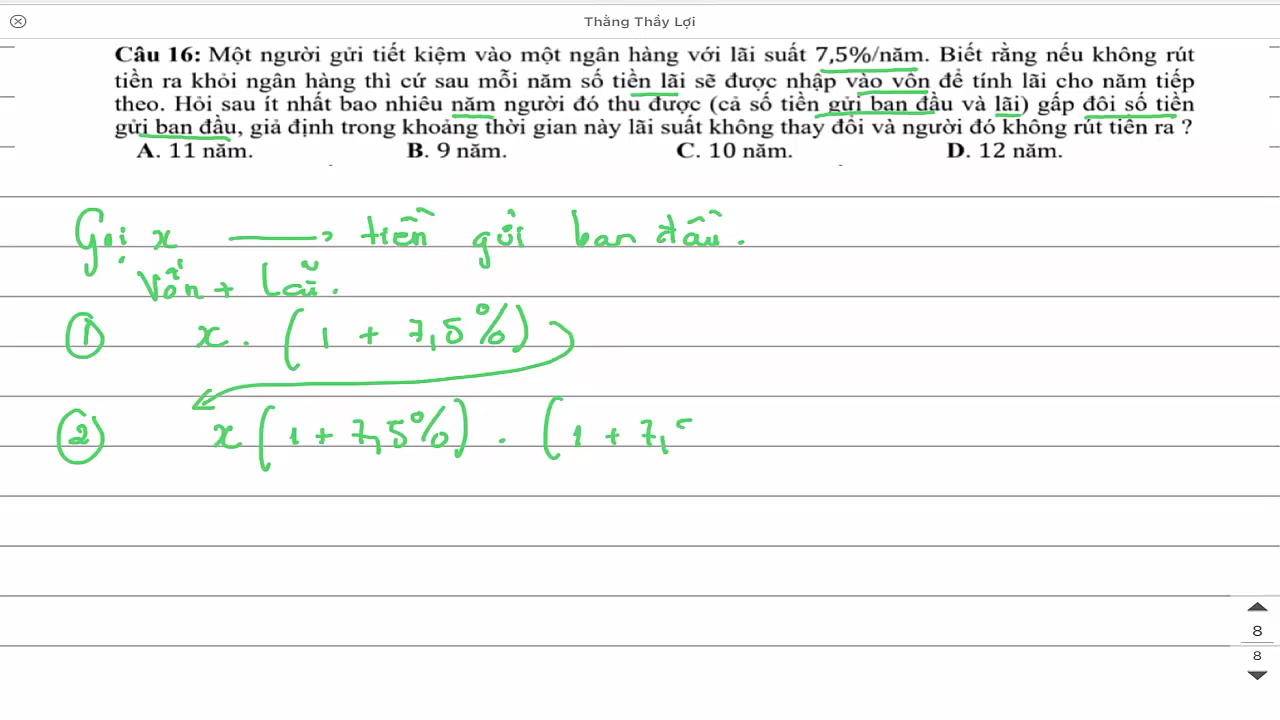 Thằng Thầy Lợi
Câu 16: Một người gửi tiết kiệm vào một ngân hàng với lãi suất 7,5%/năm. Biết rằng nếu không rút
tiền ra khỏi ngân hàng thì cứ sau mỗi năm số tiền lãi sẽ được nhập vào vốn để tính lãi cho năm tiếp
theo. Hỏi sau ít nhất bao nhiêu năm người đó thu được (cả số tiền gửi ban đầu và lãi) gấp đôi số tiền
gửi ban đầu, giả định trong khoảng thời gian này lãi suất không thay đổi và người đó không rút tiền ra ?
A. 11 năm. B. 9 năm. C. 10 năm. D. 12 năm.
Gọi x → tiền gửi ban đầu.
Vốn + Lãi.
① x . (1 + 7,5%)
② x(1 + 7,5%) . (1 + 7,5
8
8